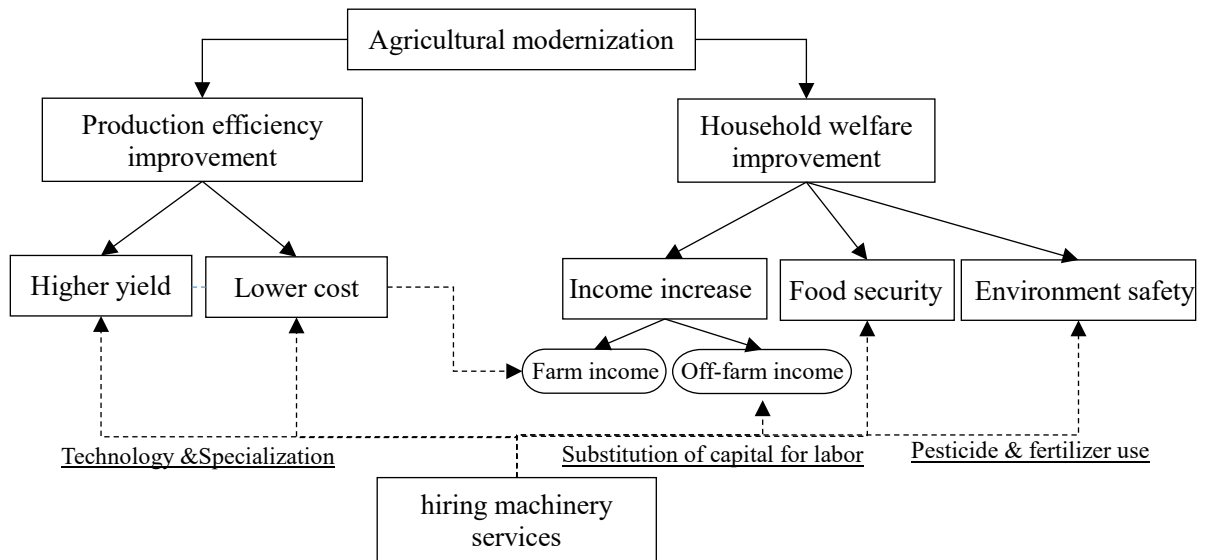 Agricultural modernization
Production efficiency
improvement
Household welfare
improvement
Higher yield
Lower cost
Income increase
Food security
Environment safety
Farm income
Off-farm income
Technology &Specialization
Substitution of capital for labor
Pesticide & fertilizer use
hiring machinery
services